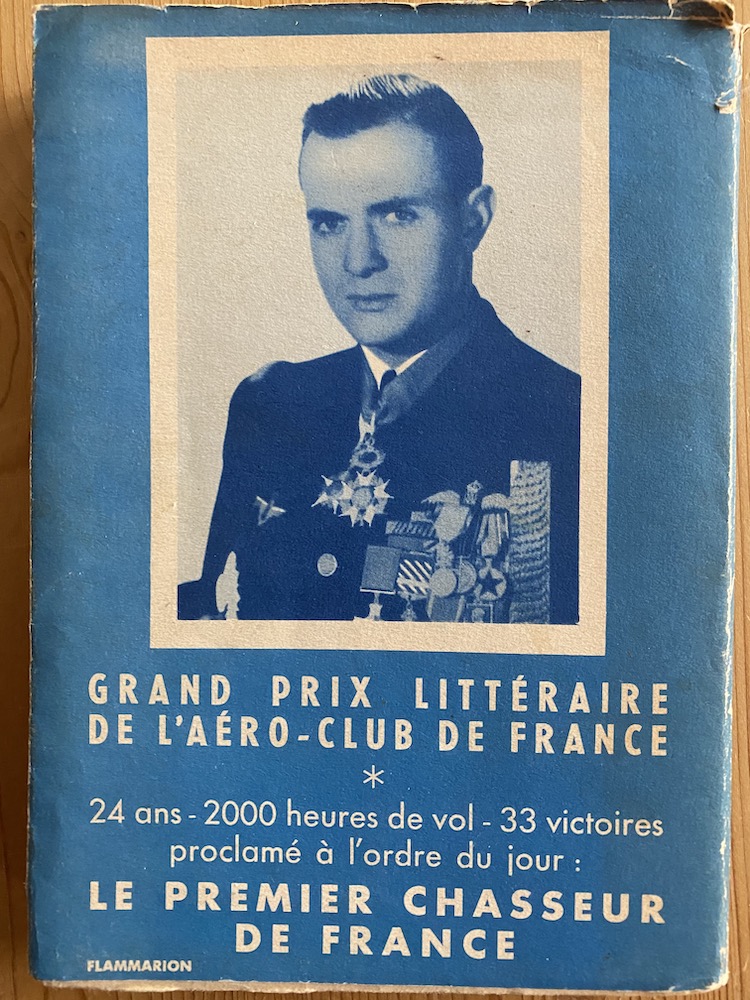 GRAND PRIX LITTÉRAIRE
DE L'AÉRO-CLUB DE FRANCE
*
24 ans - 2000 heures de vol - 33 victoires
proclamé à l'ordre du jour :
LE PREMIER CHASSEUR
DE FRANCE
FLAMMARION